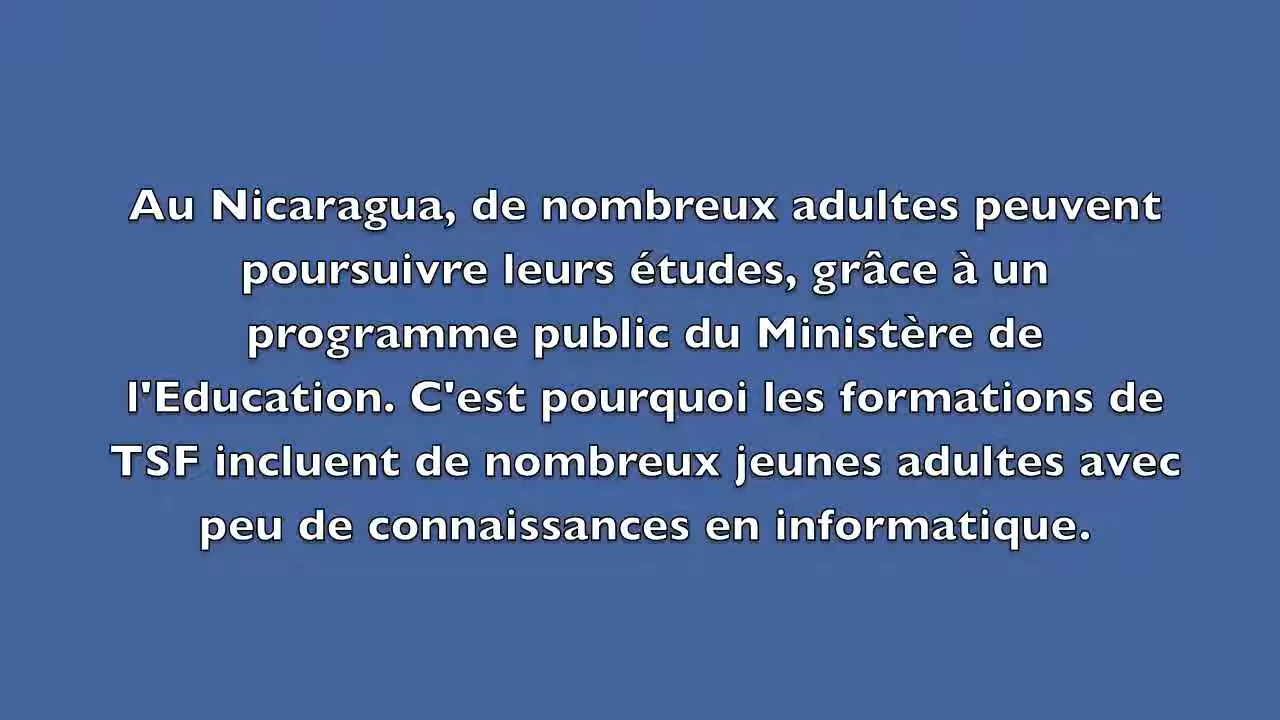 Au Nicaragua, de nombreux adultes peuvent
poursuivre leurs études, grâce à un
programme public du Ministère de
l'Education. C'est pourquoi les formations de
TSF incluent de nombreux jeunes adultes avec
peu de connaissances en informatique.